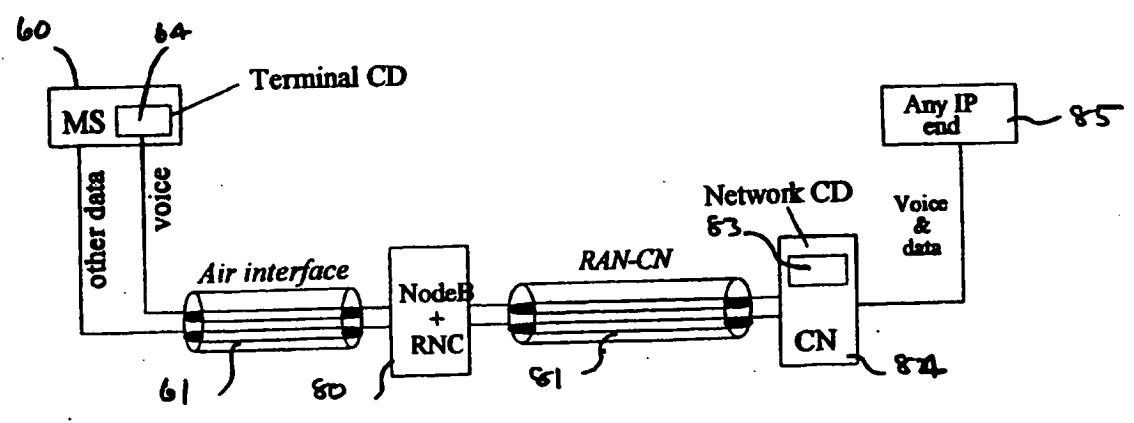 60
64
Terminal CD
MS
other data
voice
Any IP
end
85
Network CD
83
Voice
&
data
Air interface
NodeB
+
RNC
RAN-CN
CN
61
80
81